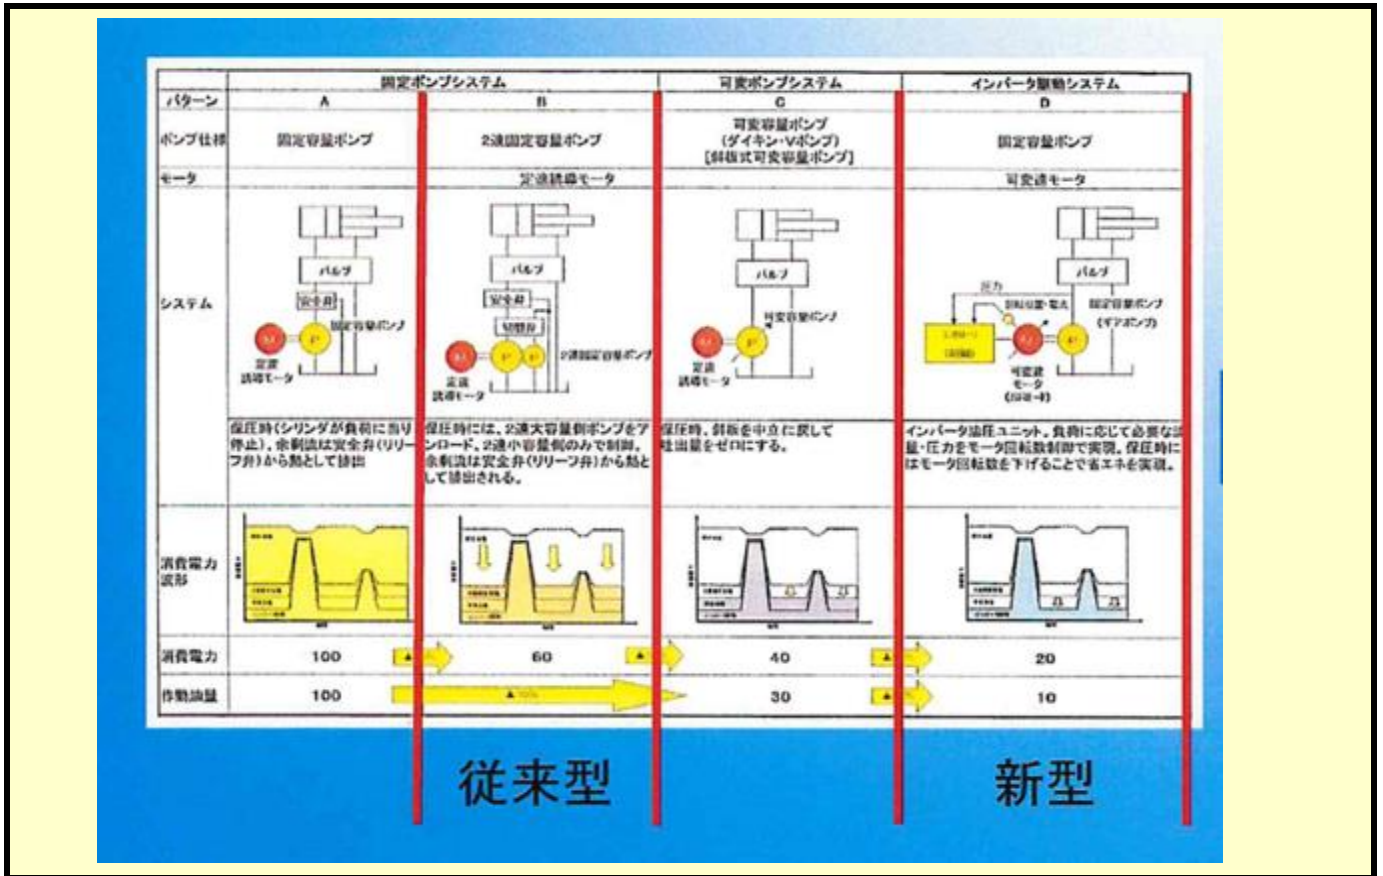 固定ポンプシステム 可変ポンプシステム インバータ駆動システム
パターン A B C D
ポンプ仕様 固定容量ポンプ 2連固定容量ポンプ 可変容量ポンプ 固定容量ポンプ
(ダイキン・Vポンプ)
[斜板式可変容量ポンプ]
モータ 定速誘導モータ 可変速モータ
システム
バルブ
安全弁
固定容量ポンプ
定速
誘導モータ
バルブ
安全弁
切替弁
2連固定容量ポンプ
定速
誘導モータ
バルブ
可変容量ポンプ
定速
誘導モータ
バルブ
圧力
固定容量ポンプ
(ギアポンプ)
可変速
モータ
保圧時(シリンダが負荷に当り
停止)、余剰流は安全弁(リリー
フ弁)から熱として排出
保圧時には、2連大容量側ポンプをア
ンロード、2連小容量側のみで制御。
余剰流は安全弁(リリーフ弁)から熱と
して排出される。
保圧時、斜板を中立に戻して
吐出量をゼロにする。
インバータ油圧ユニット。負荷に応じて必要な流
量・圧力をモータ回転数制御で実現。保圧時に
はモータ回転数を下げることで省エネを実現。
消費電力
波形
消費電力 100 60 40 20
作動油量 100 30 10
従来型 新型